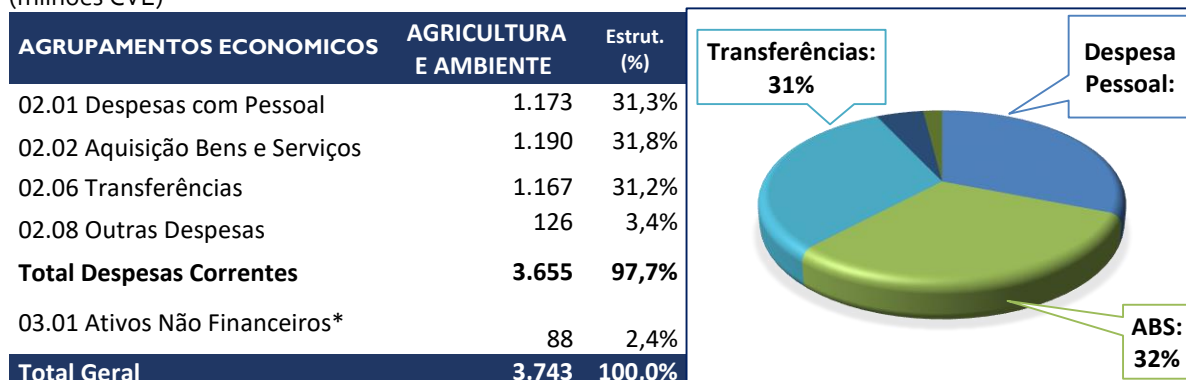 (milhões CVE)
AGRUPAMENTOS ECONOMICOS AGRICULTURA E AMBIENTE Estrut. (%)
02.01 Despesas com Pessoal 1.173 31,3%
02.02 Aquisição Bens e Serviços 1.190 31,8%
02.06 Transferências 1.167 31,2%
02.08 Outras Despesas 126 3,4%
Total Despesas Correntes 3.655 97,7%
03.01 Ativos Não Financeiros* 88 2,4%
Total Geral 3.743 100,0%
Transferências:
31%
Despesa
Pessoal:
ABS:
32%